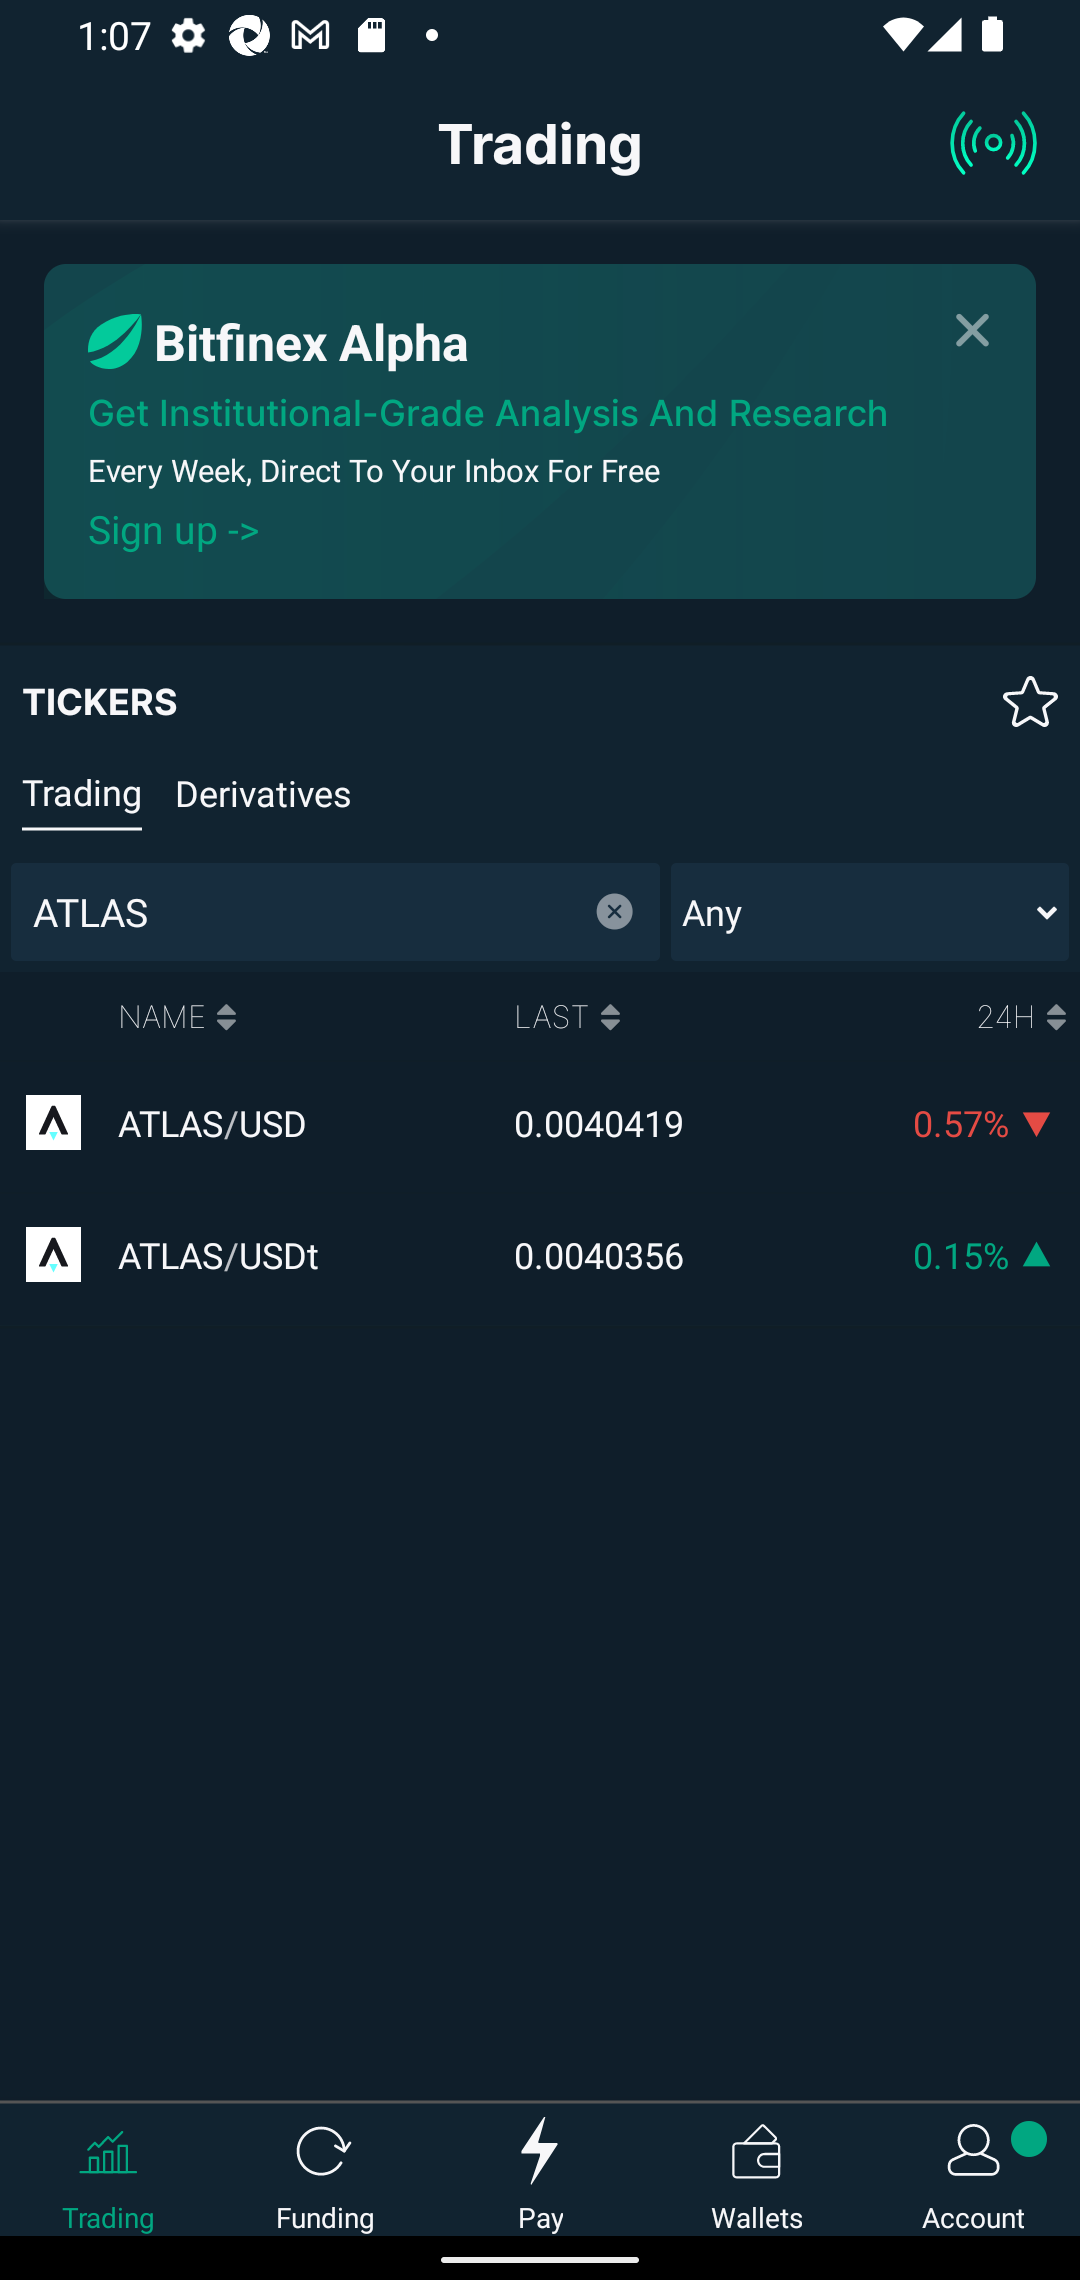 1:07
Trading
Bitfinex Alpha
Get Institutional-Grade Analysis And Research
Every Week, Direct To Your Inbox For Free
Sign up ->
TICKERS
Trading Derivatives
ATLAS Any
NAME LAST 24H
ATLAS/USD 0.0040419 0.57%
ATLAS/USDt 0.0040356 0.15%
Trading Funding Pay Wallets Account